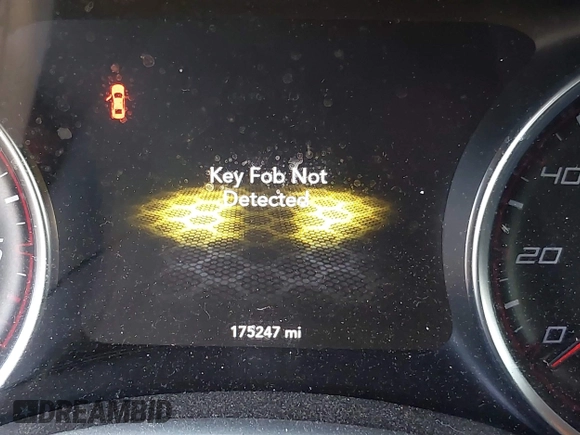 Key Fob Not
Detected
175247 mi
40
20
0
DREAMBID